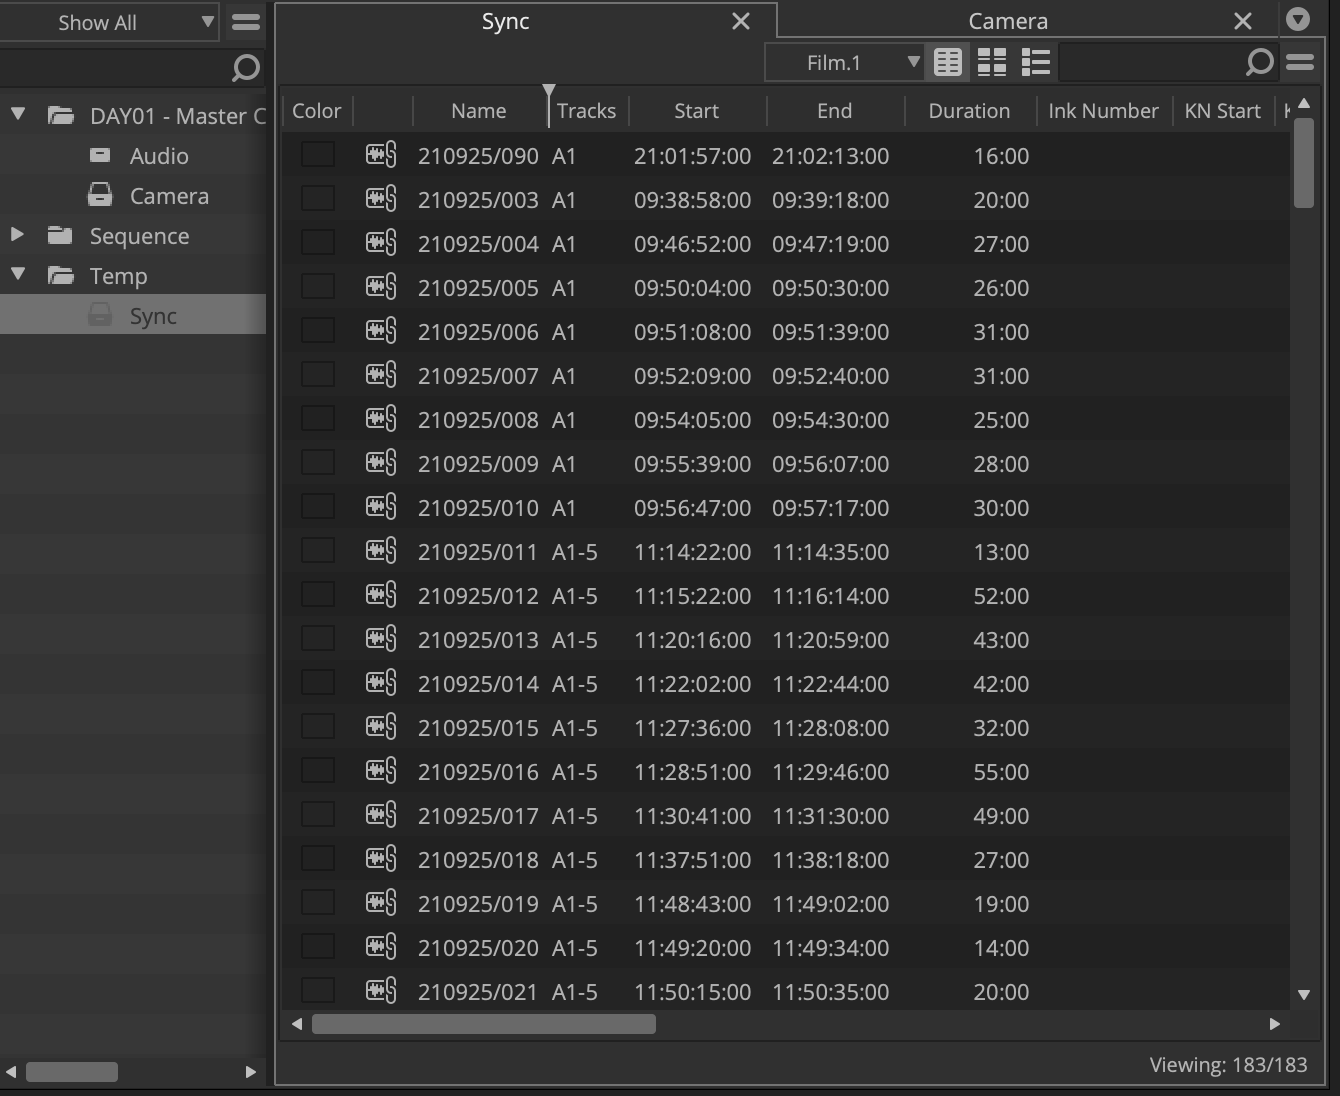 Show All
DAY01 - Master C
Audio
Camera
Sequence
Temp
Sync
Sync
Camera
Film.1
Color Name Tracks Start End Duration Ink Number KN Start
210925/090 A1 21:01:57:00 21:02:13:00 16:00
210925/003 A1 09:38:58:00 09:39:18:00 20:00
210925/004 A1 09:46:52:00 09:47:19:00 27:00
210925/005 A1 09:50:04:00 09:50:30:00 26:00
210925/006 A1 09:51:08:00 09:51:39:00 31:00
210925/007 A1 09:52:09:00 09:52:40:00 31:00
210925/008 A1 09:54:05:00 09:54:30:00 25:00
210925/009 A1 09:55:39:00 09:56:07:00 28:00
210925/010 A1 09:56:47:00 09:57:17:00 30:00
210925/011 A1-5 11:14:22:00 11:14:35:00 13:00
210925/012 A1-5 11:15:22:00 11:16:14:00 52:00
210925/013 A1-5 11:20:16:00 11:20:59:00 43:00
210925/014 A1-5 11:22:02:00 11:22:44:00 42:00
210925/015 A1-5 11:27:36:00 11:28:08:00 32:00
210925/016 A1-5 11:28:51:00 11:29:46:00 55:00
210925/017 A1-5 11:30:41:00 11:31:30:00 49:00
210925/018 A1-5 11:37:51:00 11:38:18:00 27:00
210925/019 A1-5 11:48:43:00 11:49:02:00 19:00
210925/020 A1-5 11:49:20:00 11:49:34:00 14:00
210925/021 A1-5 11:50:15:00 11:50:35:00 20:00
Viewing: 183/183